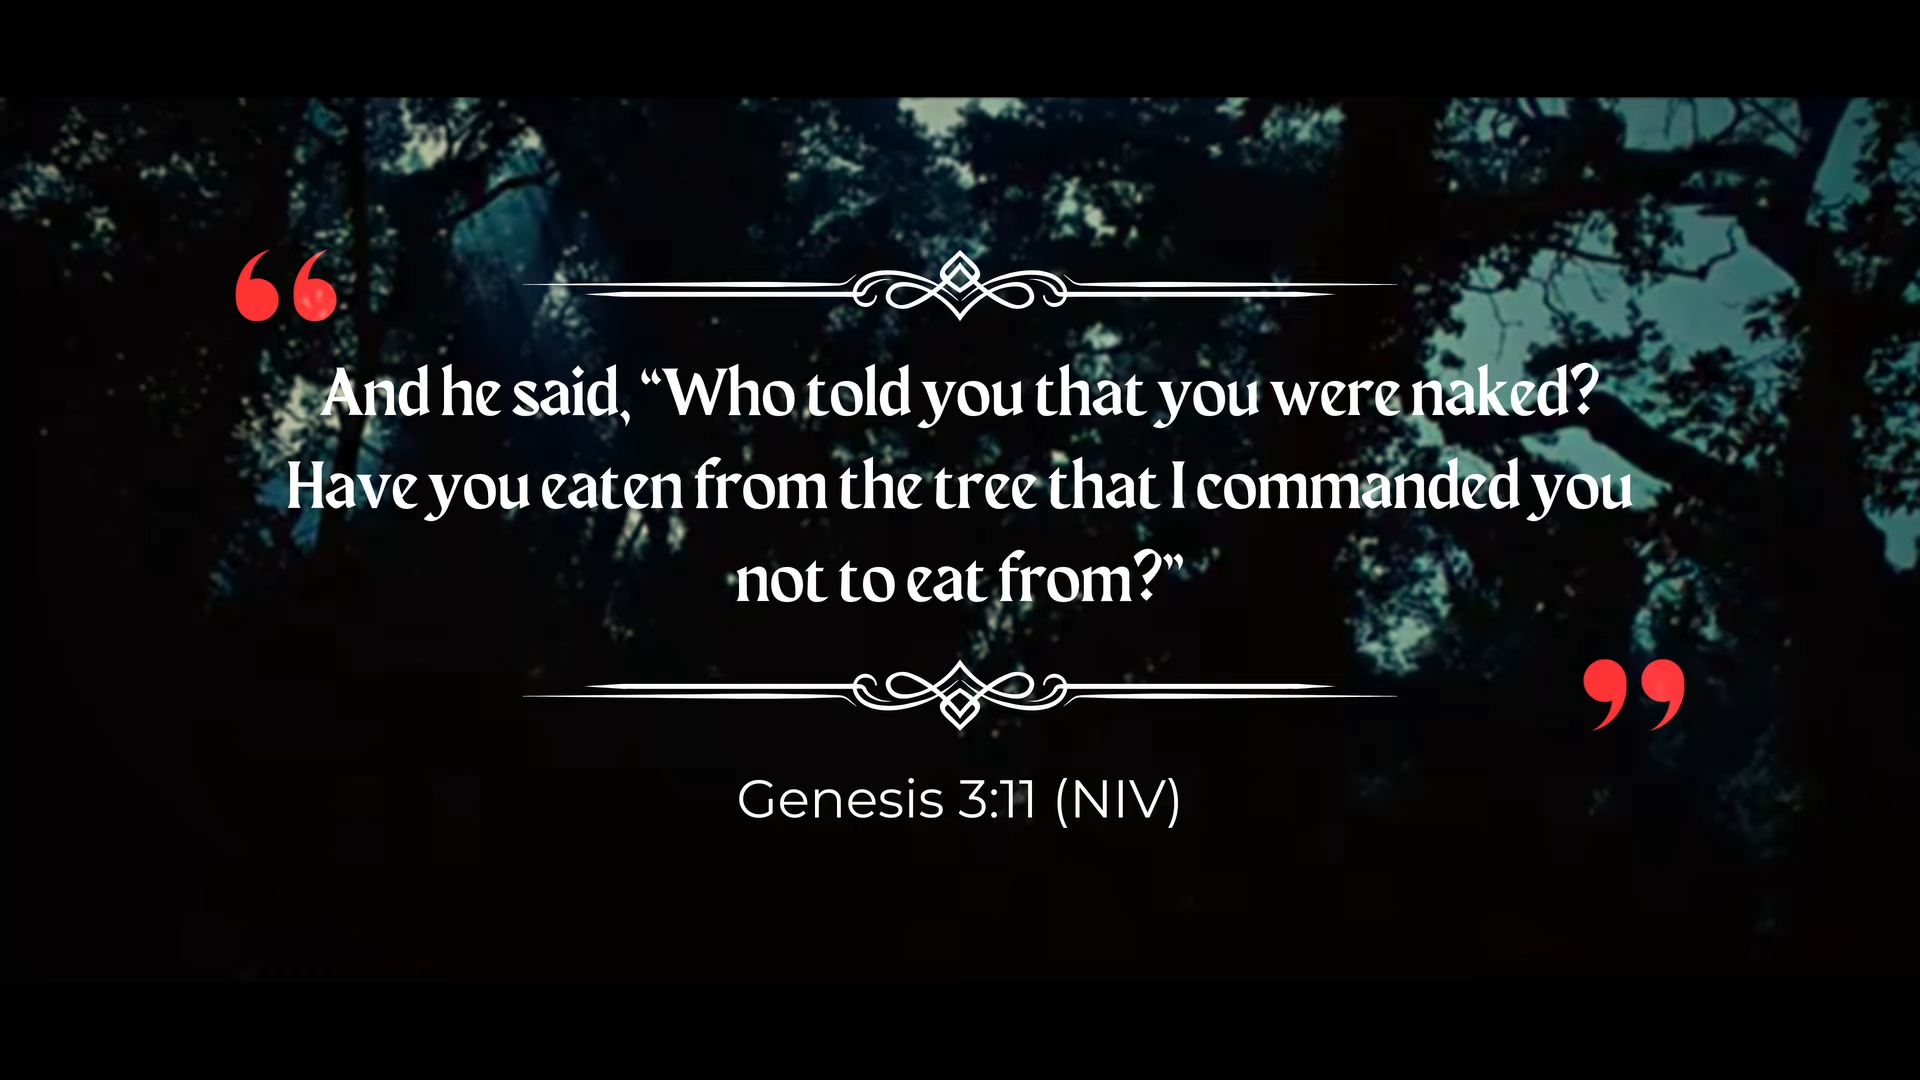 And he said, “Who told you that you were naked?
Have you eaten from the tree that I commanded you
not to eat from?”
Genesis 3:11 (NIV)